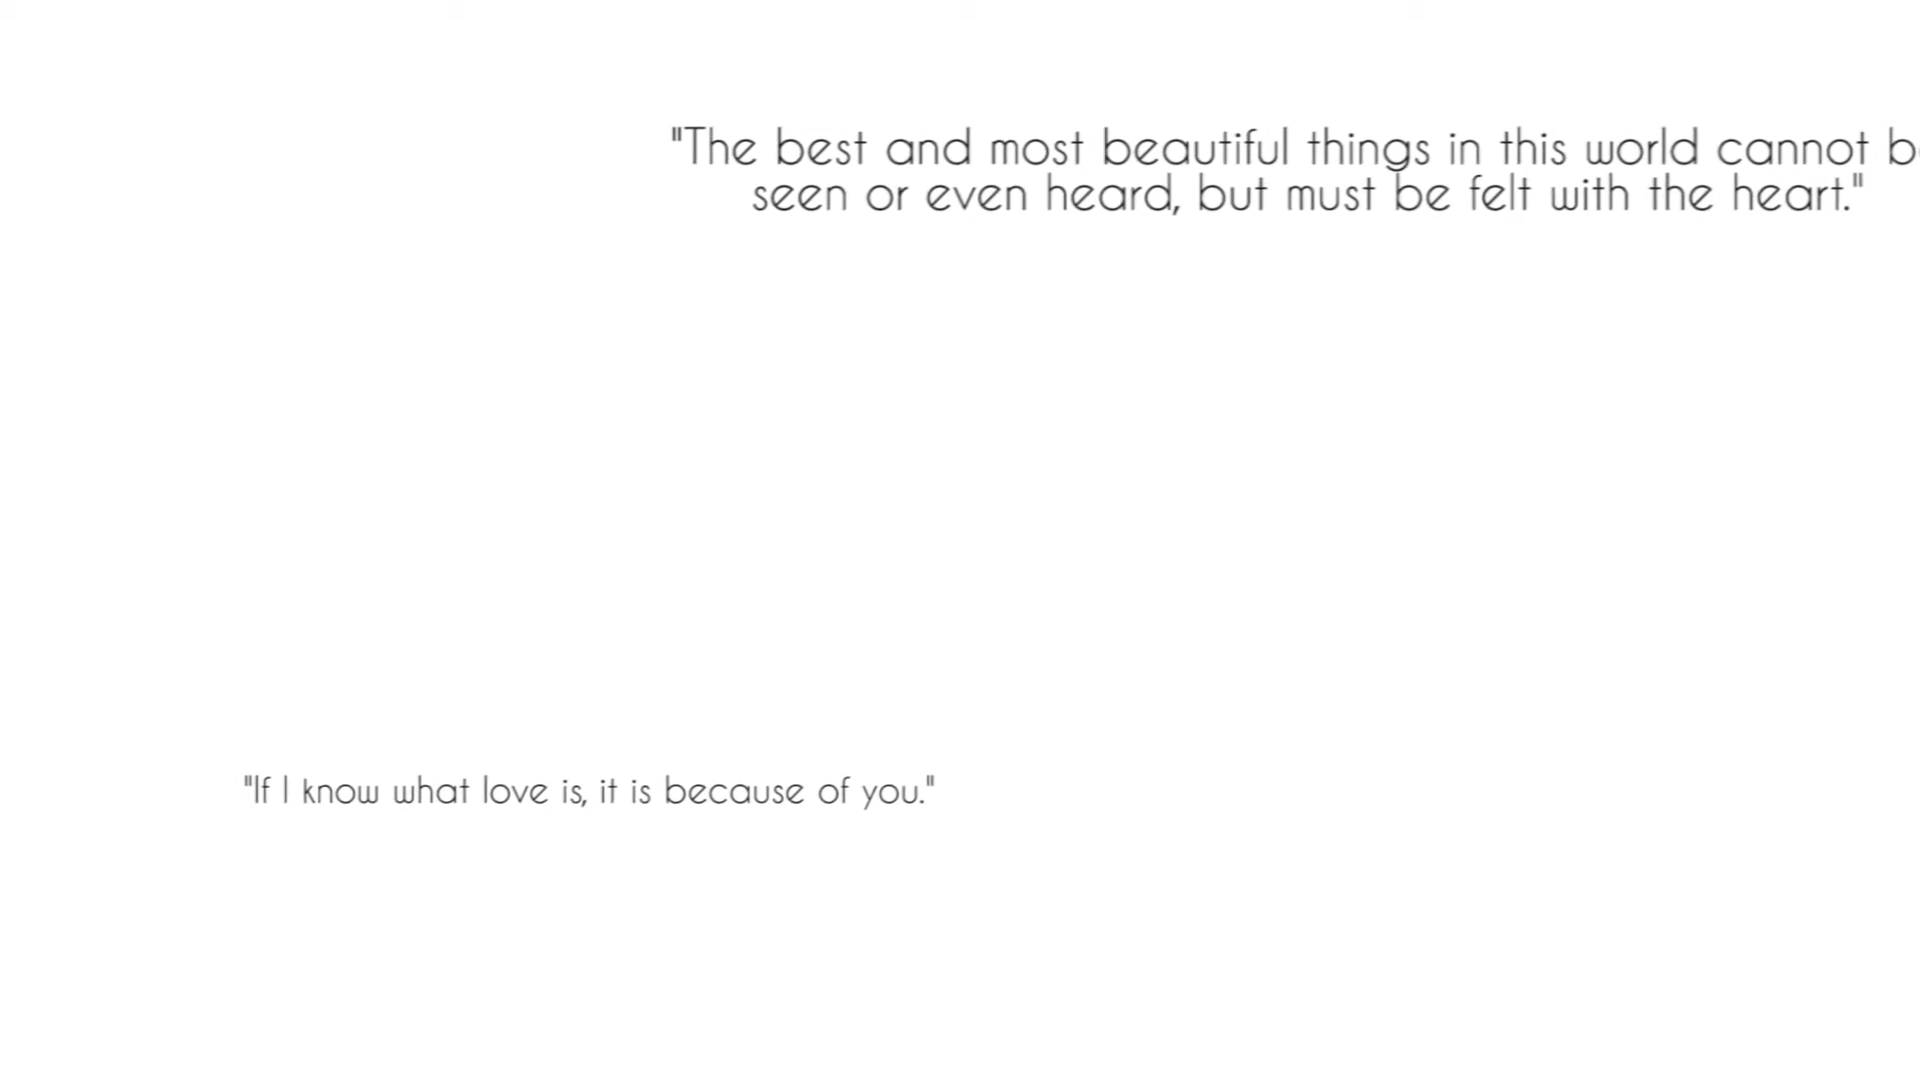 "The best and most beautiful things in this world cannot be
seen or even heard, but must be felt with the heart."
"If I know what love is, it is because of you."